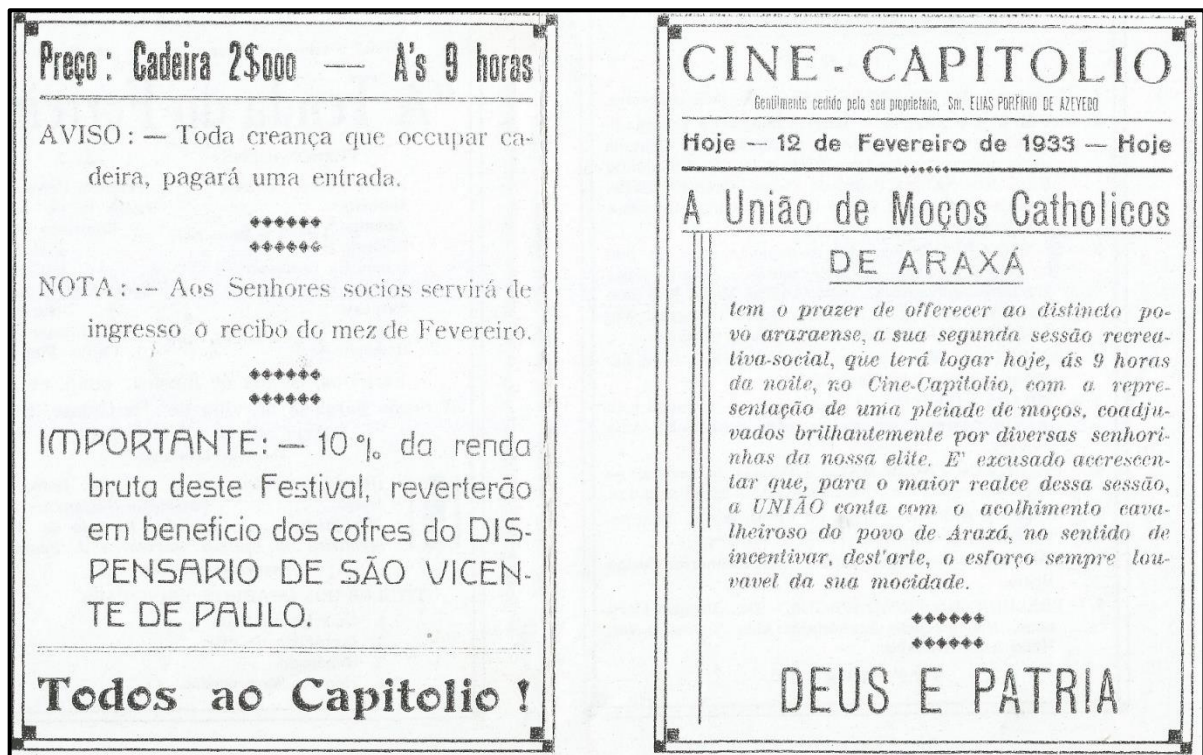 Preço: Cadeira 2$000 — A's 9 horas
AVISO: — Toda creança que occupar ca-
deira, pagará uma entrada.
NOTA: -- Aos Senhores socios servirá de
ingresso o recibo do mez de Fevereiro.
IMPORTANTE: — 10 % da renda
bruta deste Festival, reverterão
em beneficio dos cofres do DIS-
PENSARIO DE SÃO VICEN-
TE DE PAULO.
Todos ao Capitolio!
CINE-CAPITOLIO
Gentilmente cedido pelo seu proprietario, Snr. ELIAS PORFIRIO DE AZEVEDO
Hoje — 12 de Fevereiro de 1933 — Hoje
A União de Moços Catholicos
DE ARAXÁ
tem o prazer de offerecer ao distincto po-
vo araxaense, a sua segunda sessão recrea-
tiva-social, que terá logar hoje, ás 9 horas
da noite, no Cine-Capitolio, com a repre-
sentação de uma pleiade de moços, coadju-
vados brilhantemente por diversas senhori-
nhas da nossa elite. E' excusado accrescen-
tar que, para o maior realce dessa sessão,
a UNIÃO conta com o acolhimento cava-
lheiroso do povo de Araxá, no sentido de
incentivar, dest'arte, o esforço sempre lou-
vavel da sua mocidade.
DEUS E PATRIA